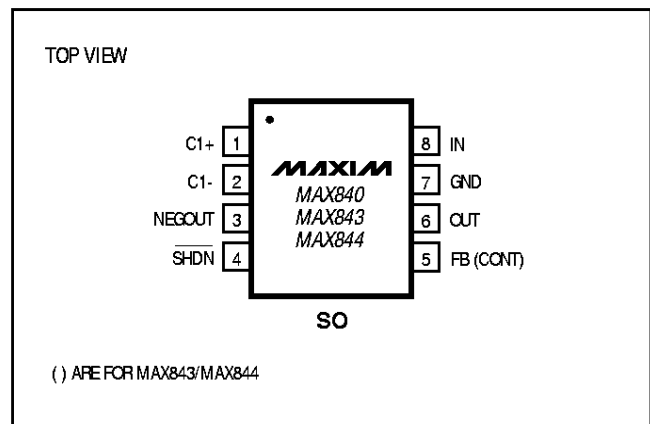 TOP VIEW
C1+ 1
C1- 2
NEGOUT 3
SHDN 4
MAXIM
MAX840
MAX843
MAX844
8 IN
7 GND
6 OUT
5 FB (CONT)
SO
( ) ARE FOR MAX843/MAX844